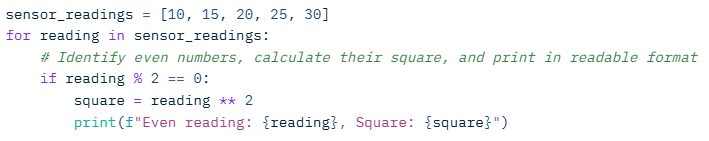 sensor_readings = [10, 15, 20, 25, 30]
for reading in sensor_readings:
    # Identify even numbers, calculate their square, and print in readable format
    if reading % 2 == 0:
        square = reading ** 2
        print(f"Even reading: {reading}, Square: {square}")